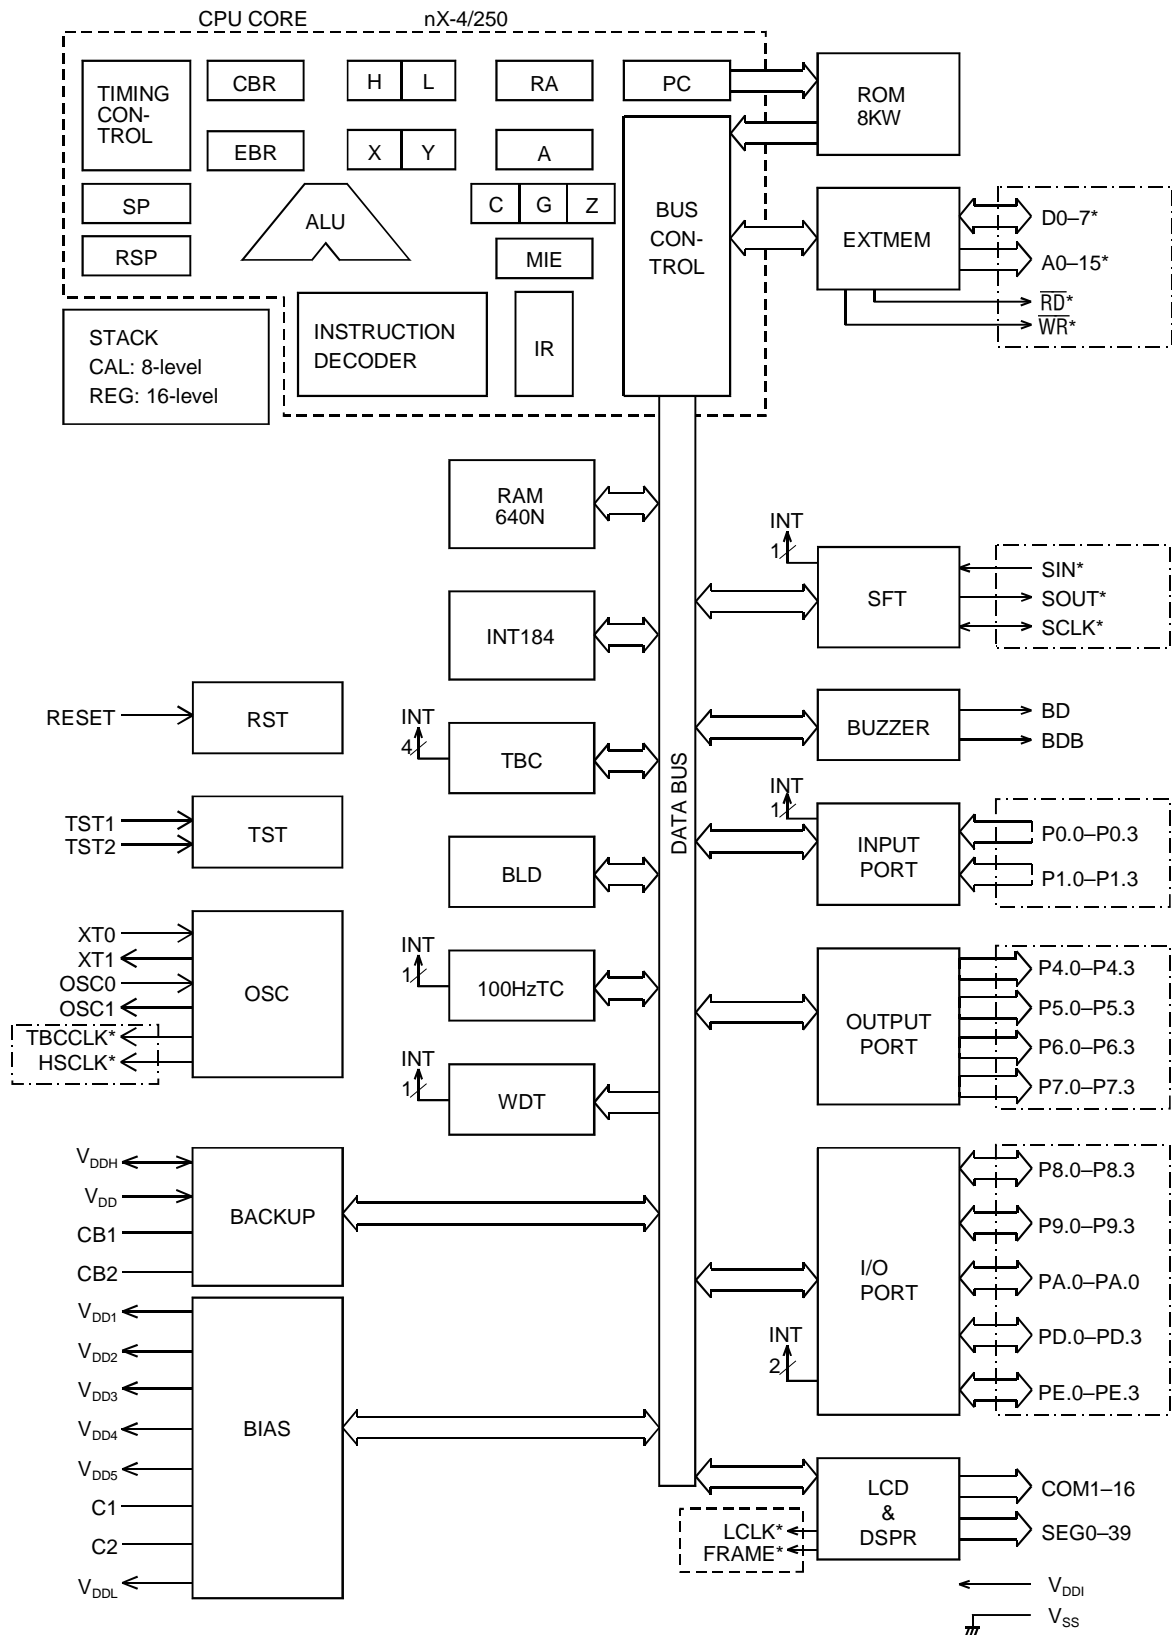 CPU CORE nX-4/250
TIMING
CON-
TROL
CBR
H L
RA
PC
ROM
8KW
EBR
X Y
A
SP
ALU
C G Z
BUS
CON-
TROL
EXTMEM
D0–7*
A0–15*
RD*
WR*
RSP
MIE
INSTRUCTION
DECODER
IR
STACK
CAL: 8-level
REG: 16-level
DATA BUS
RAM
640N
INT
1
SFT
SIN*
SOUT*
SCLK*
INT184
RESET
RST
INT
4
TBC
BUZZER
BD
BDB
TST1
TST2
TST
BLD
INT
1
INPUT
PORT
P0.0–P0.3
P1.0–P1.3
XT0
XT1
OSC0
OSC1
TBCCLK*
HSCLK*
OSC
INT
1
100HzTC
OUTPUT
PORT
P4.0–P4.3
P5.0–P5.3
P6.0–P6.3
P7.0–P7.3
INT
1
WDT
VDDH
VDD
CB1
CB2
BACKUP
I/O
PORT
INT
2
P8.0–P8.3
P9.0–P9.3
PA.0–PA.0
PD.0–PD.3
PE.0–PE.3
VDD1
VDD2
VDD3
VDD4
VDD5
C1
C2
VDDL
BIAS
LCD
&
DSPR
COM1–16
SEG0–39
LCLK*
FRAME*
VDDI
VSS